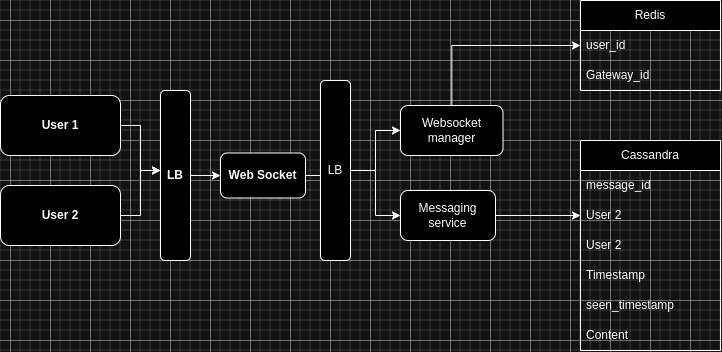 Redis
user_id
Gateway_id
User 1
User 2
LB
Web Socket
LB
Websocket
manager
Messaging
service
Cassandra
message_id
User 2
User 2
Timestamp
seen_timestamp
Content